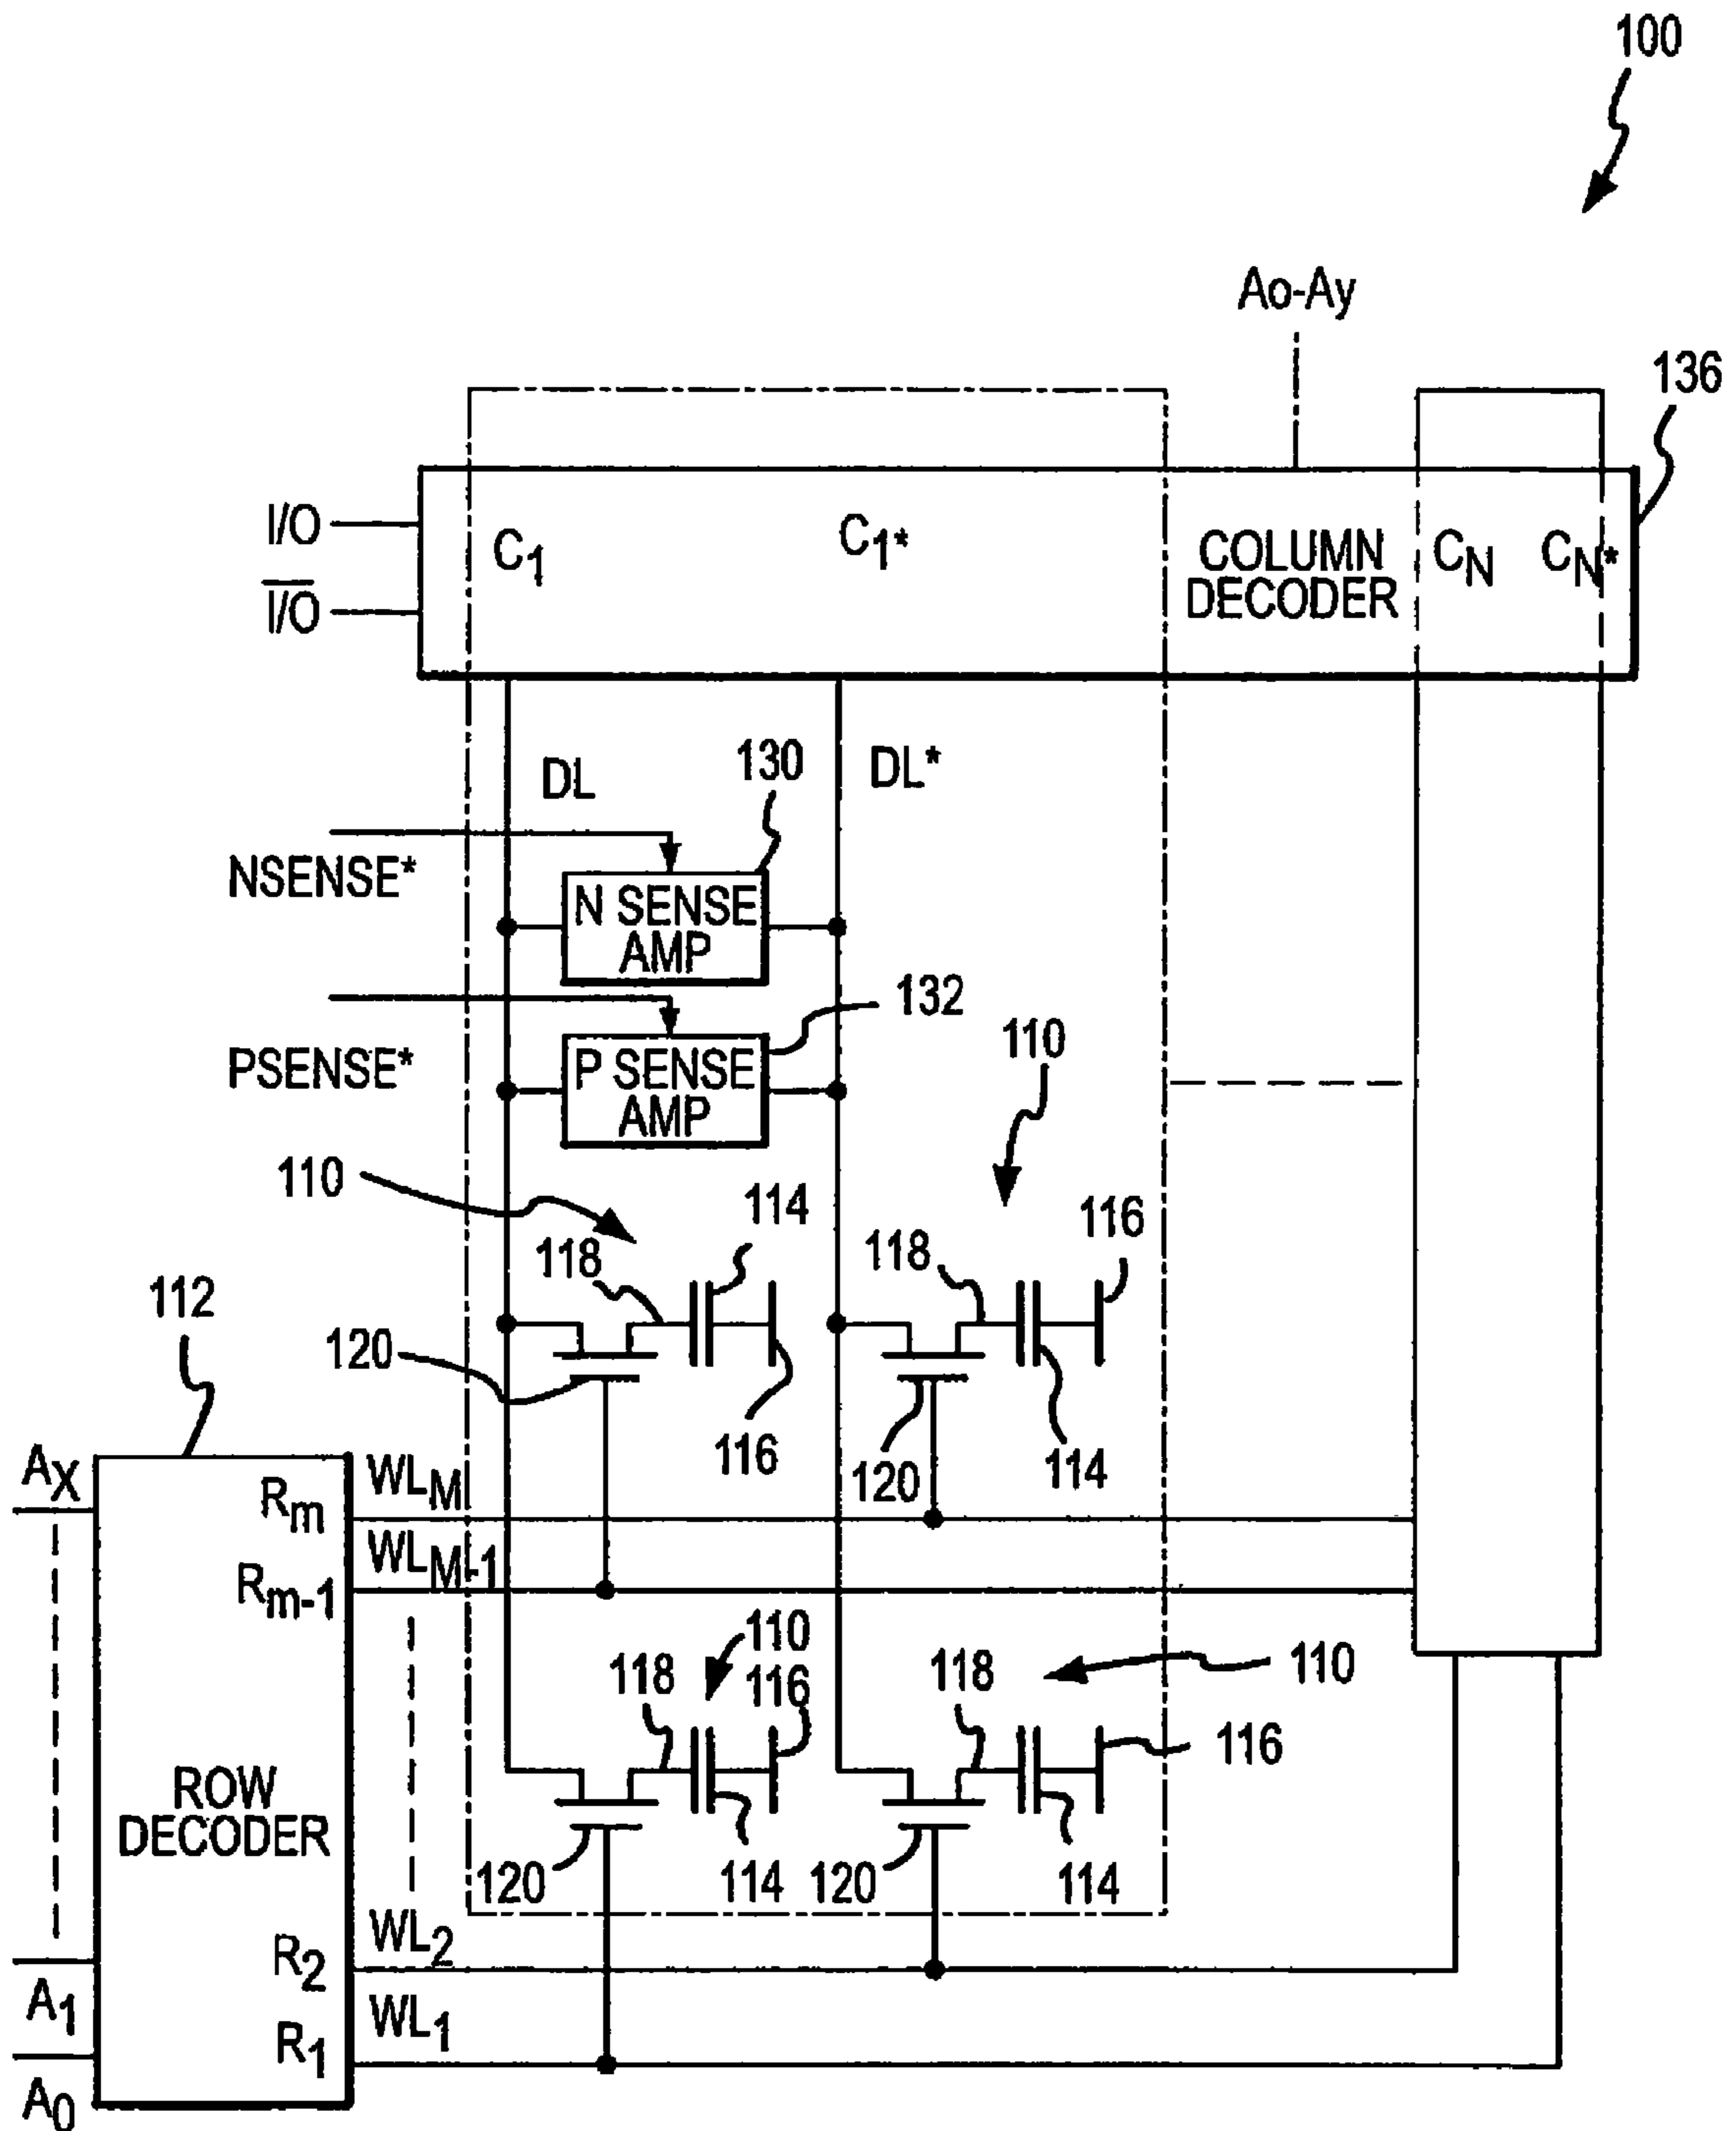 100
Ao-Ay
136
I/O
I/O
C1
C1*
COLUMN
DECODER
CN
CN*
DL
130
DL*
NSENSE*
N SENSE
AMP
132
PSENSE*
P SENSE
AMP
110
110
114
116
118
118
112
120
116
120
114
AX
Rm
WLM
Rm-1
WLM-1
110
118
116
118
110
116
ROW
DECODER
120
114
120
114
R2
WL2
A1
R1
WL1
A0